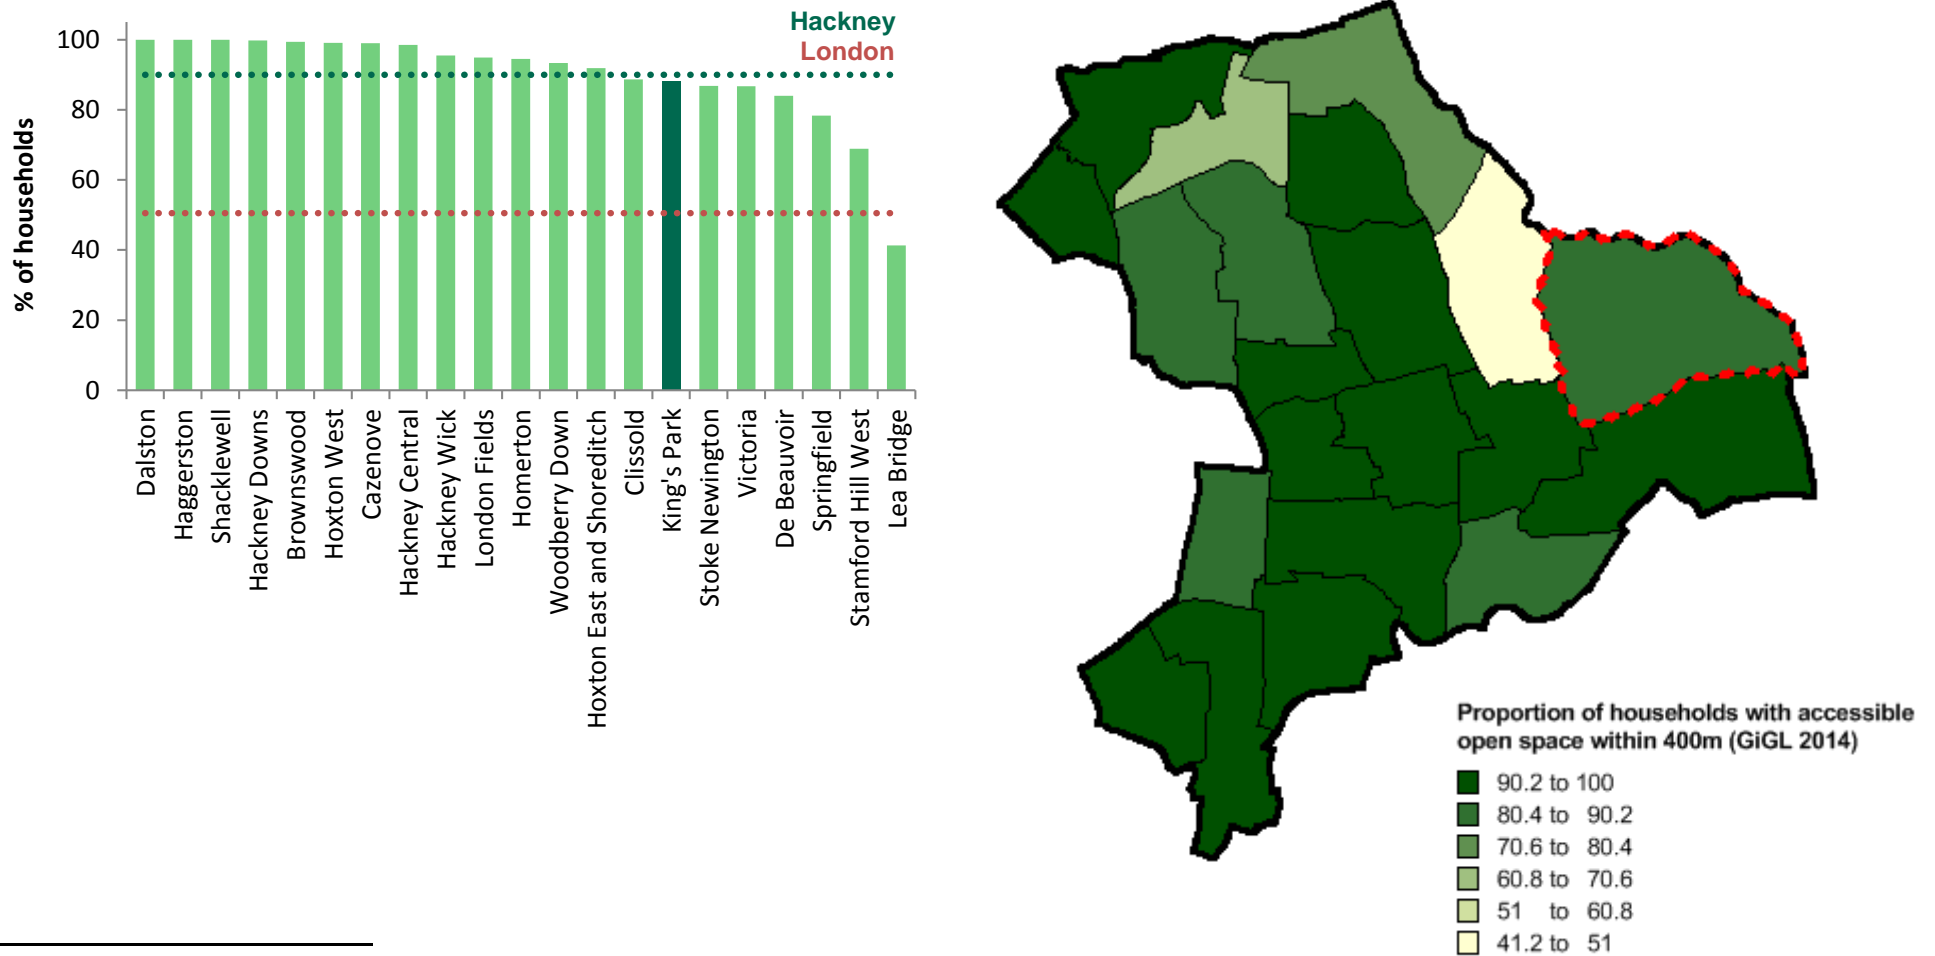 Hackney
London
% of households
100
80
60
40
20
0
Dalston
Haggerston
Shacklewell
Hackney Downs
Brownswood
Hoxton West
Cazenove
Hackney Central
Hackney Wick
London Fields
Homerton
Woodberry Down
Hoxton East and Shoreditch
Clissold
King's Park
Stoke Newington
Victoria
De Beauvoir
Springfield
Stamford Hill West
Lea Bridge
Proportion of households with accessible
open space within 400m (GiGL 2014)
90.2 to 100
80.4 to 90.2
70.6 to 80.4
60.8 to 70.6
51 to 60.8
41.2 to 51